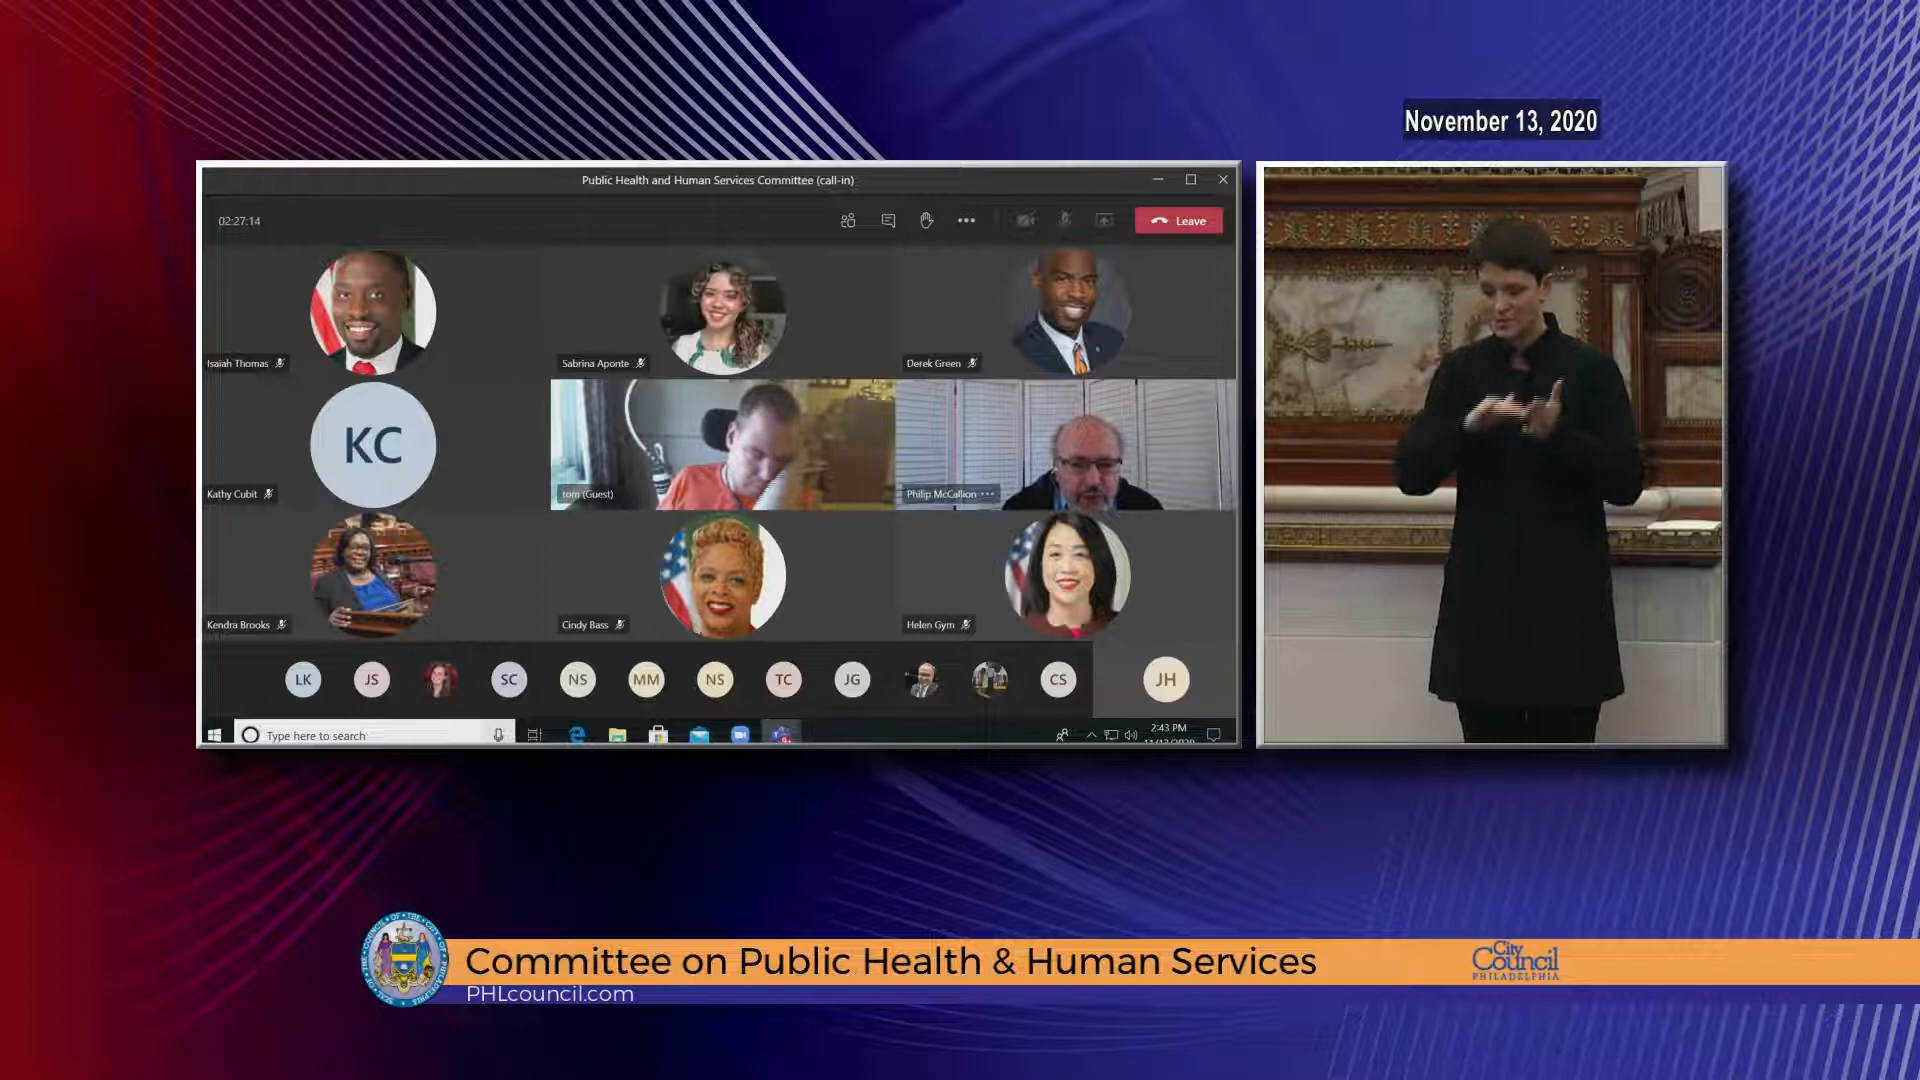 November 13, 2020
Public Health and Human Services Committee (call-in)
02:27:14
Leave
Isaiah Thomas
Sabrina Aponte
Derek Green
KC
Kathy Cubit
tom (Guest)
Philip McCallion
Kendra Brooks
Cindy Bass
Helen Gym
LK
JS
SC
NS
MM
NS
TC
JG
CS
JH
Type here to search
2:43 PM
11/13/2020
Committee on Public Health & Human Services
City
Council
PHILADELPHIA
PHLcouncil.com